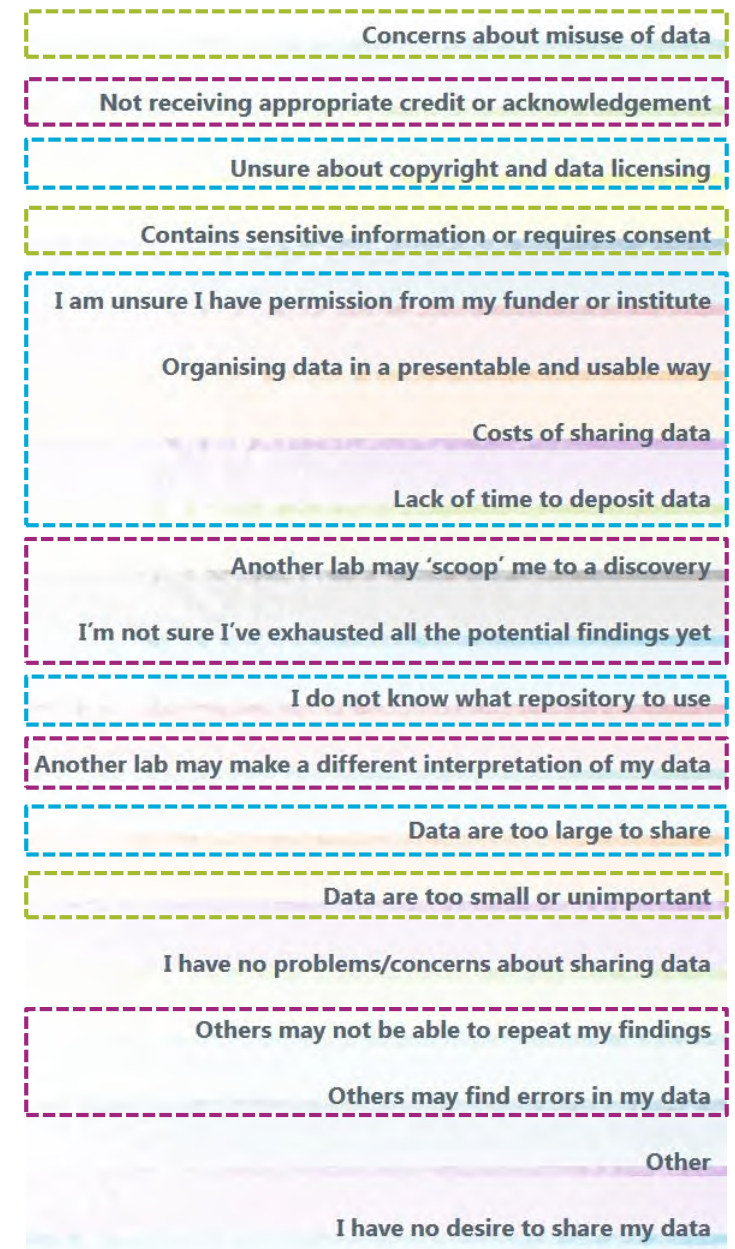 Concerns about misuse of data
Not receiving appropriate credit or acknowledgement
Unsure about copyright and data licensing
Contains sensitive information or requires consent
I am unsure I have permission from my funder or institute
Organising data in a presentable and usable way
Costs of sharing data
Lack of time to deposit data
Another lab may ‘scoop’ me to a discovery
I’m not sure I’ve exhausted all the potential findings yet
I do not know what repository to use
Another lab may make a different interpretation of my data
Data are too large to share
Data are too small or unimportant
I have no problems/concerns about sharing data
Others may not be able to repeat my findings
Others may find errors in my data
Other
I have no desire to share my data